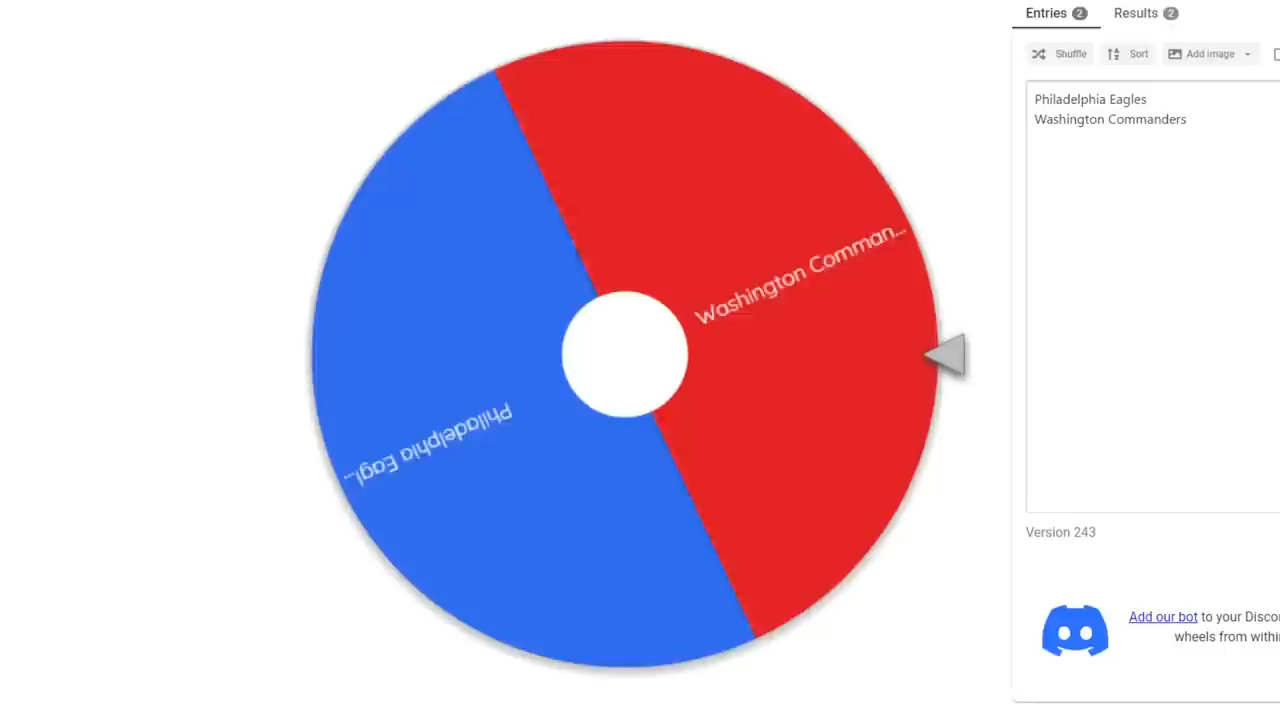 Entries 2 Results 2
Shuffle Sort Add image
Philadelphia Eagles
Washington Commanders
Washington Comman...
Philadelphia Eagl...
Version 243
Add our bot to your Disco
wheels from withi